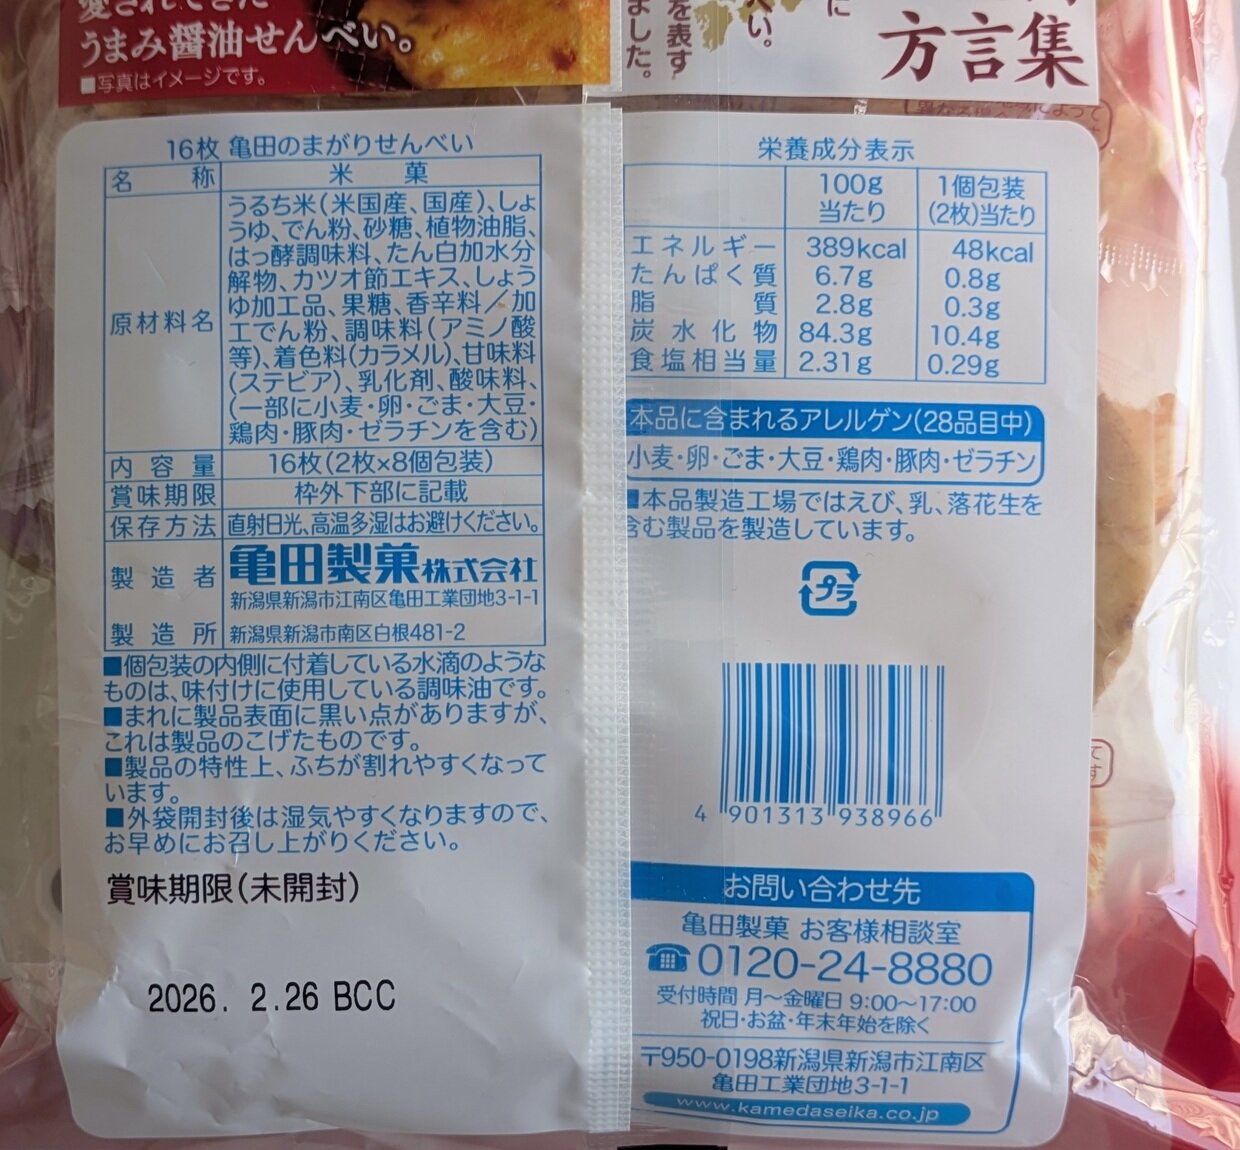 愛されてきた
うまみ醤油せんべい。
■写真はイメージです。
を表す
ました。
い。
に
方言集
16枚 亀田のまがりせんべい
名称 米菓
原材料名
うるち米(米国産、国産)、しょ
うゆ、でん粉、砂糖、植物油脂、
はっ酵調味料、たん白加水分
解物、カツオ節エキス、しょう
ゆ加工品、果糖、香辛料／加
工でん粉、調味料(アミノ酸
等)、着色料(カラメル)、甘味料
(ステビア)、乳化剤、酸味料、
(一部に小麦・卵・ごま・大豆・
鶏肉・豚肉・ゼラチンを含む)
内容量 16枚(2枚×8個包装)
賞味期限 枠外下部に記載
保存方法 直射日光、高温多湿はお避けください。
製造者 亀田製菓株式会社
新潟県新潟市江南区亀田工業団地3-1-1
製造所 新潟県新潟市南区白根481-2
■個包装の内側に付着している水滴のような
ものは、味付けに使用している調味油です。
■まれに製品表面に黒い点がありますが、
これは製品のこげたものです。
■製品の特性上、ふちが割れやすくなって
います。
■外袋開封後は湿気やすくなりますので、
お早めにお召し上がりください。
賞味期限(未開封)
2026. 2.26 BCC
栄養成分表示
100g当たり 1個包装(2枚)当たり
エネルギー 389kcal 48kcal
たんぱく質 6.7g 0.8g
脂質 2.8g 0.3g
炭水化物 84.3g 10.4g
食塩相当量 2.31g 0.29g
本品に含まれるアレルゲン(28品目中)
小麦・卵・ごま・大豆・鶏肉・豚肉・ゼラチン
■本品製造工場ではえび、乳、落花生を
含む製品を製造しています。
プラ
4 901313 938966
お問い合わせ先
亀田製菓 お客様相談室
0120-24-8880
受付時間 月～金曜日 9:00～17:00
祝日・お盆・年末年始を除く
〒950-0198新潟県新潟市江南区
亀田工業団地3-1-1
www.kamedaseika.co.jp